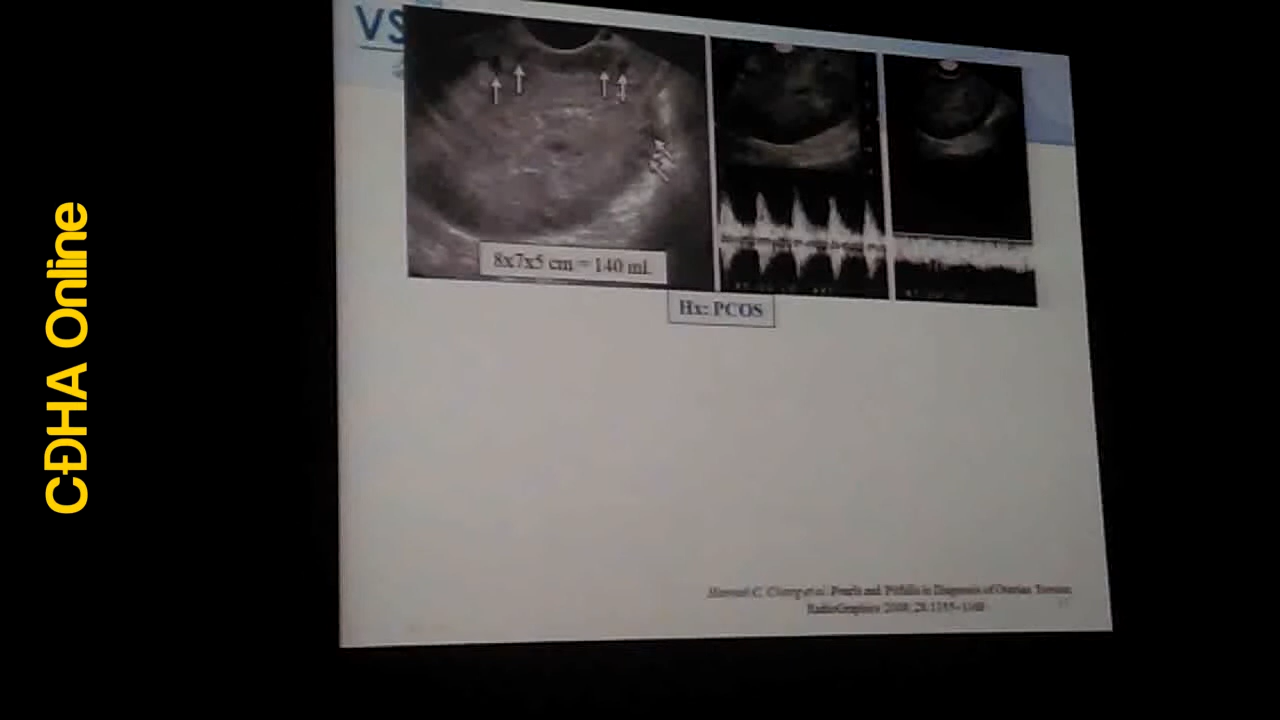 CĐHA Online
VS
8x7x5 cm = 140 mL
Hx: PCOS
Pearls and Pitfalls in Diagnosis of Ovarian Torsion
RadioGraphics 2008; 28:1355–1368